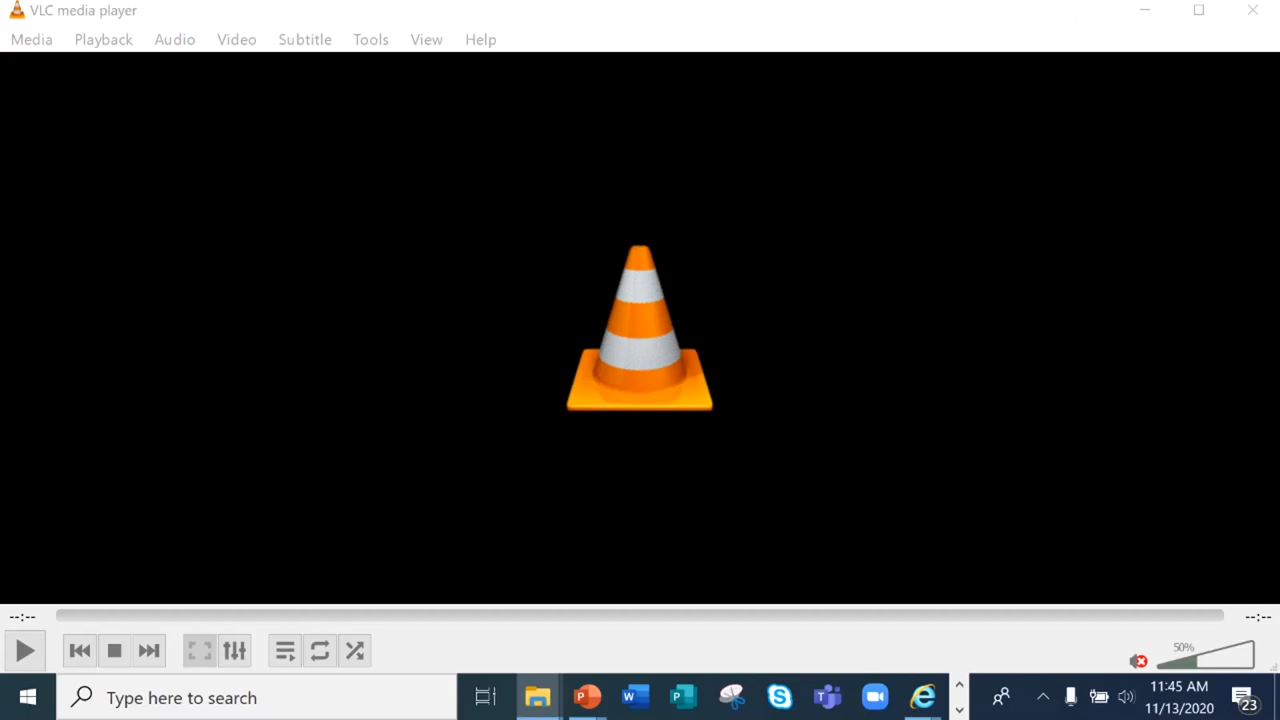 VLC media player
Media Playback Audio Video Subtitle Tools View Help
--:-- --:--
50%
Type here to search
11:45 AM
11/13/2020
23